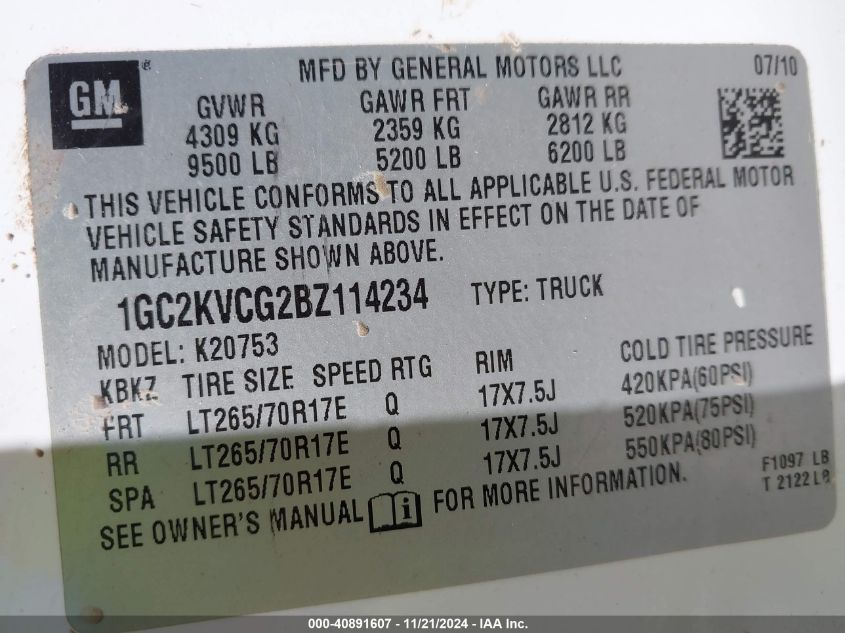 GM ® MFD BY GENERAL MOTORS LLC 07/10
GVWR GAWR FRT GAWR RR
4309 KG 2359 KG 2812 KG
9500 LB 5200 LB 6200 LB
THIS VEHICLE CONFORMS TO ALL APPLICABLE U.S. FEDERAL MOTOR
VEHICLE SAFETY STANDARDS IN EFFECT ON THE DATE OF
MANUFACTURE SHOWN ABOVE.
1GC2KVCG2BZ114234 TYPE: TRUCK
MODEL: K20753
KBKZ TIRE SIZE SPEED RTG RIM COLD TIRE PRESSURE
FRT LT265/70R17E Q 17X7.5J 420KPA(60PSI)
RR LT265/70R17E Q 17X7.5J 520KPA(75PSI)
SPA LT265/70R17E Q 17X7.5J 550KPA(80PSI)
SEE OWNER'S MANUAL FOR MORE INFORMATION.
F1097 LB
T 2122 LB
000-40891607 - 11/21/2024 - IAA Inc.